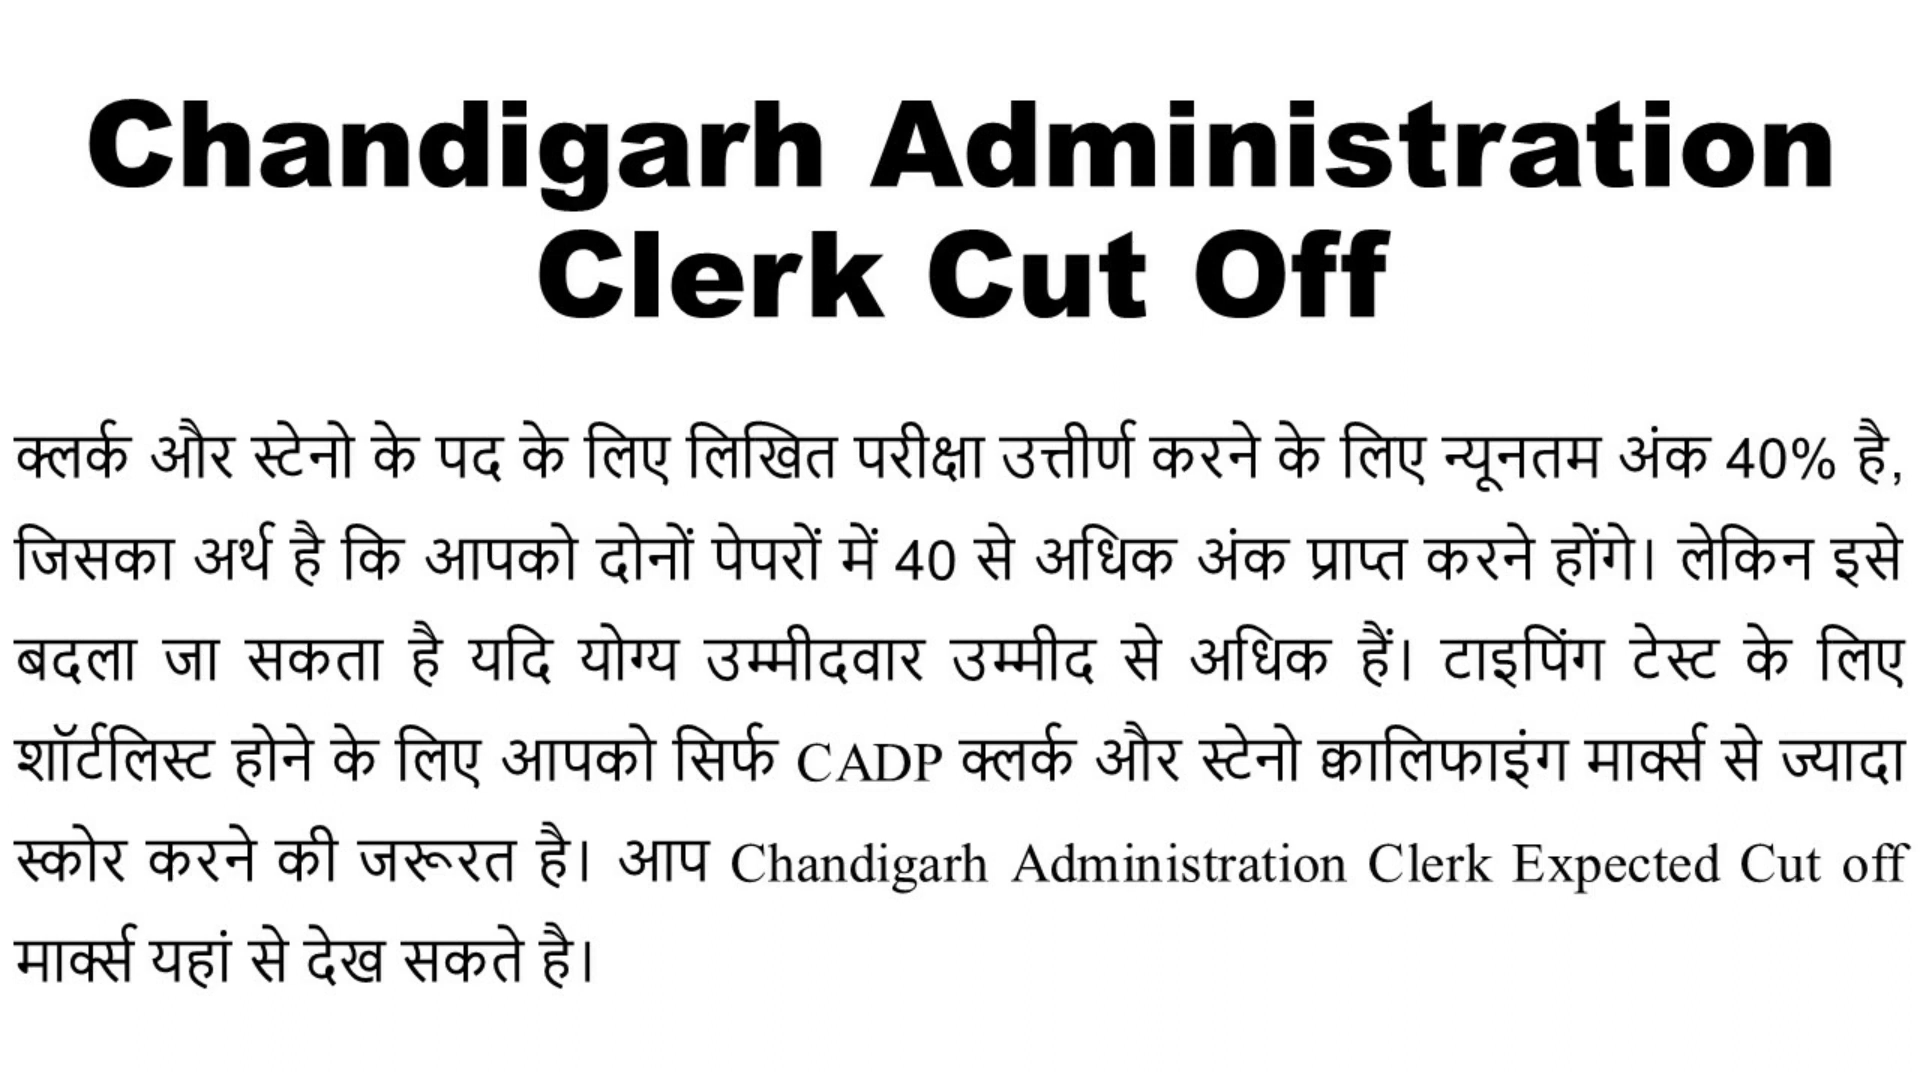 Chandigarh Administration
Clerk Cut Off
क्लर्क और स्टेनो के पद के लिए लिखित परीक्षा उत्तीर्ण करने के लिए न्यूनतम अंक 40% है,
जिसका अर्थ है कि आपको दोनों पेपरों में 40 से अधिक अंक प्राप्त करने होंगे। लेकिन इसे
बदला जा सकता है यदि योग्य उम्मीदवार उम्मीद से अधिक हैं। टाइपिंग टेस्ट के लिए
शॉर्टलिस्ट होने के लिए आपको सिर्फ CADP क्लर्क और स्टेनो क्वालिफाइंग मार्क्स से ज्यादा
स्कोर करने की जरूरत है। आप Chandigarh Administration Clerk Expected Cut off
मार्क्स यहां से देख सकते है।